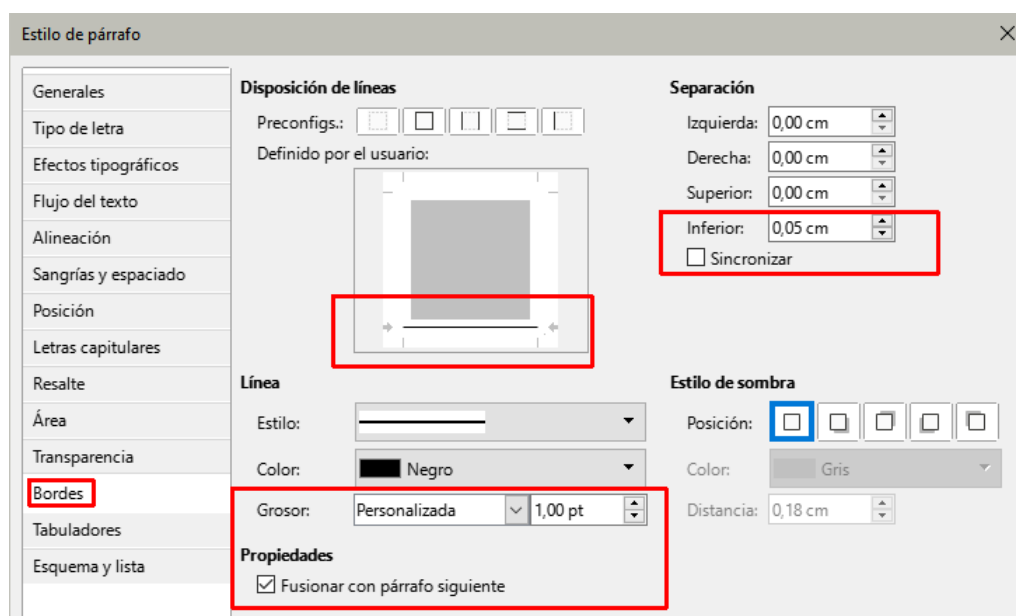 Estilo de párrafo
Generales
Tipo de letra
Efectos tipográficos
Flujo del texto
Alineación
Sangrías y espaciado
Posición
Letras capitulares
Resalte
Área
Transparencia
Bordes
Tabuladores
Esquema y lista
Disposición de líneas
Preconfigs.:
Definido por el usuario:
Separación
Izquierda: 0,00 cm
Derecha: 0,00 cm
Superior: 0,00 cm
Inferior: 0,05 cm
Sincronizar
Línea
Estilo:
Color: Negro
Grosor: Personalizada 1,00 pt
Propiedades
Fusionar con párrafo siguiente
Estilo de sombra
Posición:
Color: Gris
Distancia: 0,18 cm